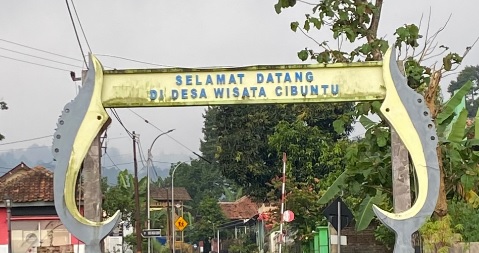 SELAMAT DATANG
DI DESA WISATA CIBUNTU